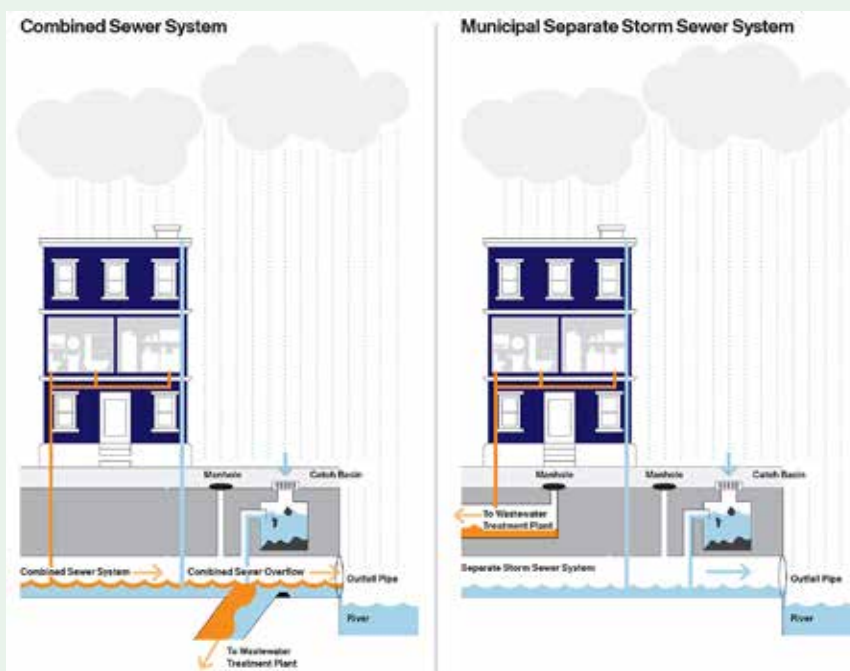 Combined Sewer System
Manhole
Catch Basin
Combined Sewer System
Combined Sewer Overflow
Outfall Pipe
River
To Wastewater
Treatment Plant
Municipal Separate Storm Sewer System
Manhole
Manhole
Catch Basin
To Wastewater
Treatment Plant
Separate Storm Sewer System
Outfall Pipe
River